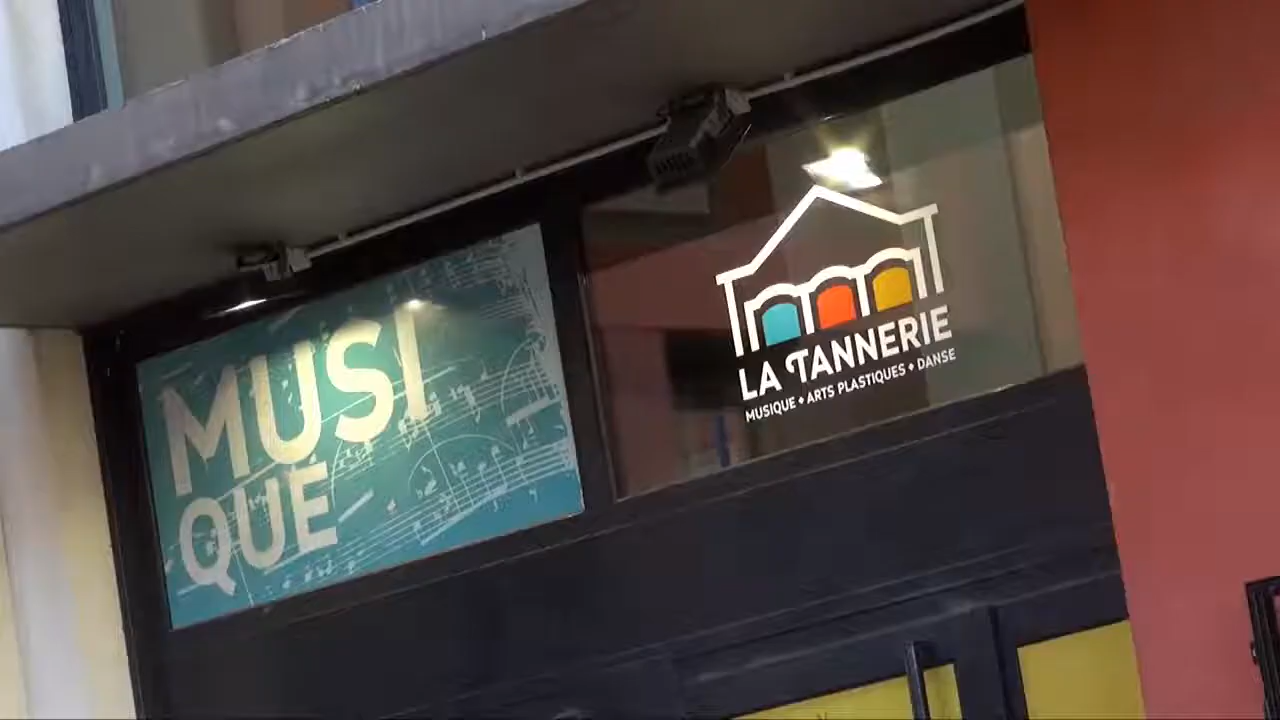 MUSI
QUE
LA TANNERIE
MUSIQUE • ARTS PLASTIQUES • DANSE